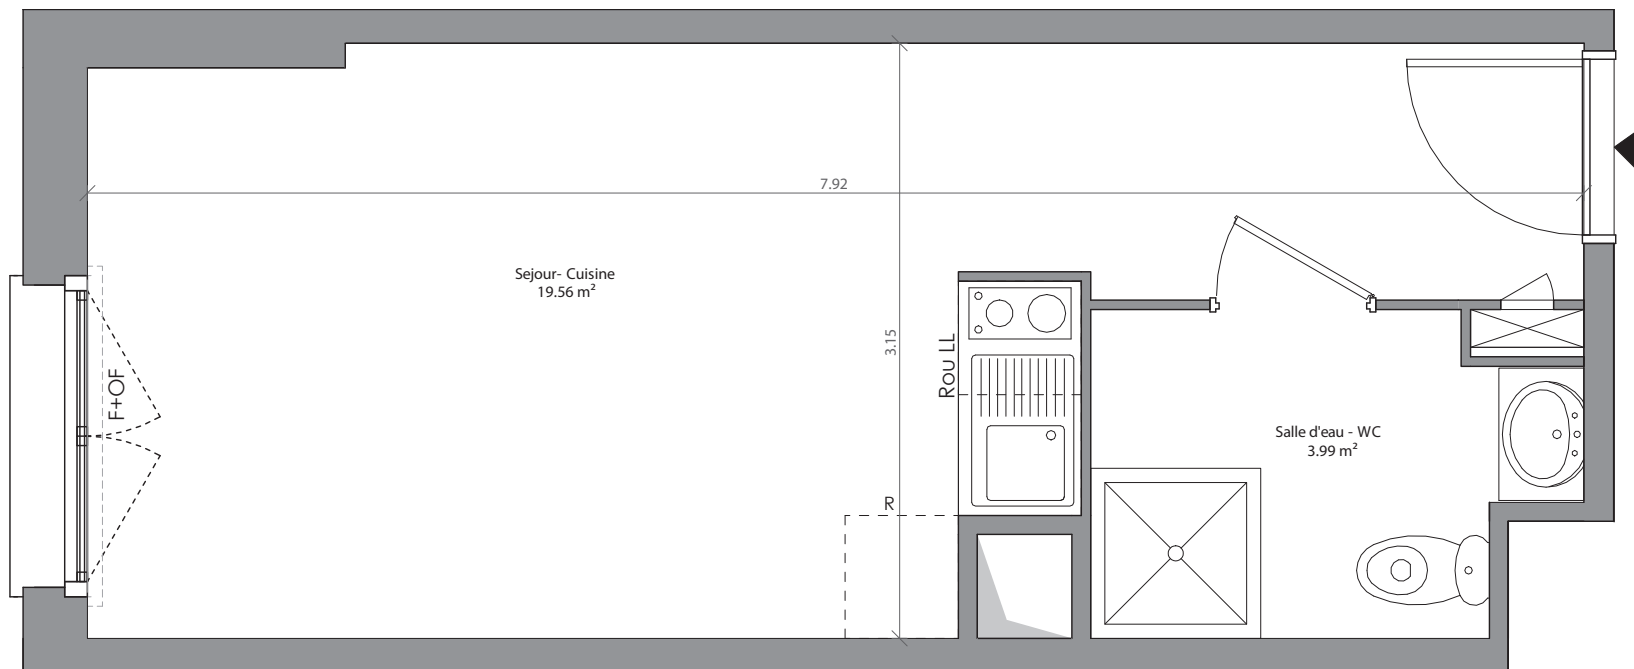 7.92
Sejour- Cuisine
19.56 m²
3.15
ROU LL
F+OF
Salle d'eau - WC
3.99 m²
R